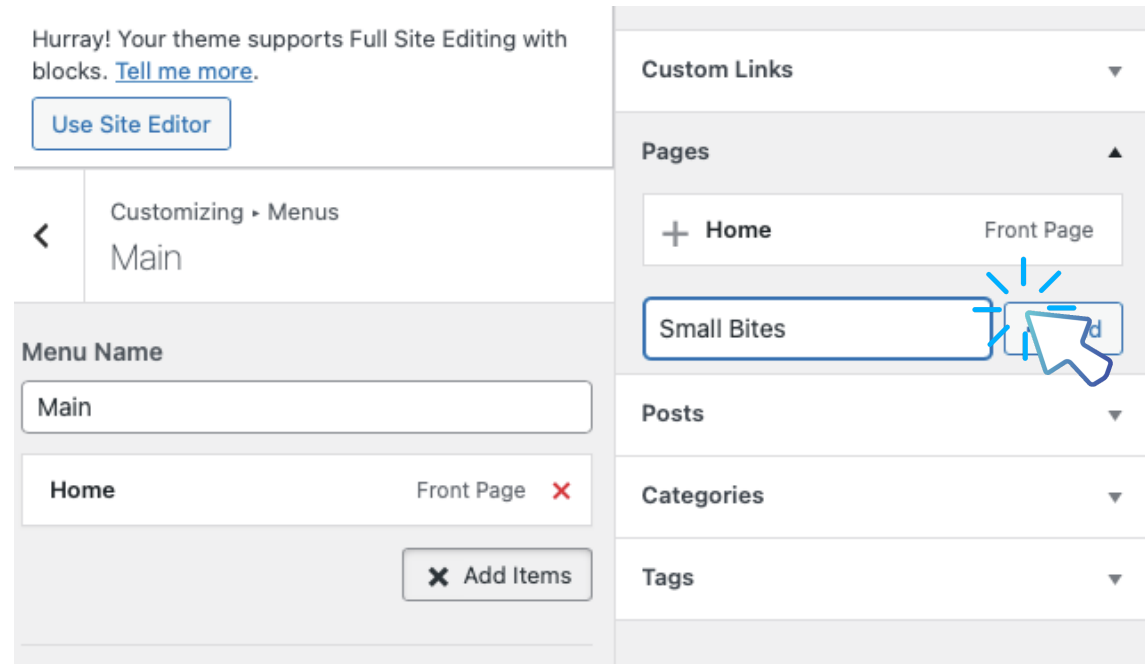 Hurray! Your theme supports Full Site Editing with
blocks. Tell me more.
Use Site Editor
Customizing ▸ Menus
Main
Menu Name
Main
Home Front Page
Add Items
Custom Links
Pages
Home Front Page
Small Bites
Posts
Categories
Tags